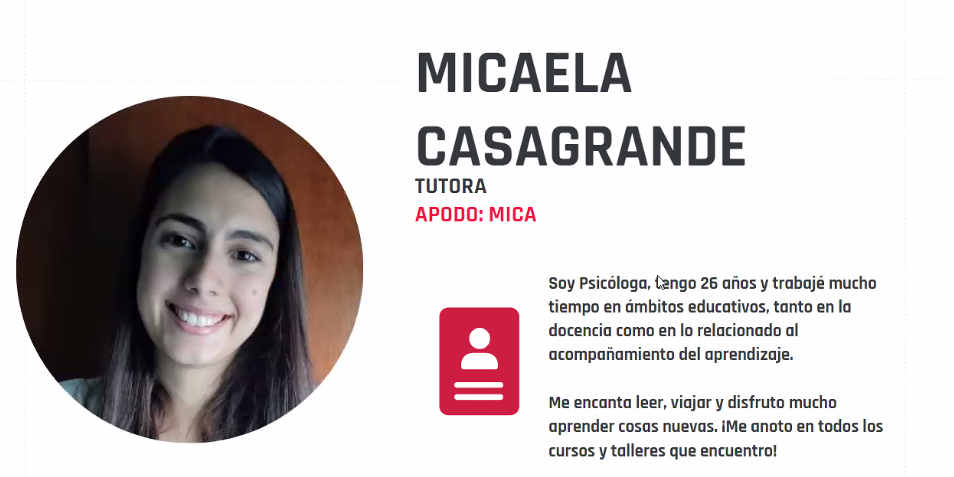 MICAELA
CASAGRANDE
TUTORA
APODO: MICA
Soy Psicóloga, tengo 26 años y trabajé mucho
tiempo en ámbitos educativos, tanto en la
docencia como en lo relacionado al
acompañamiento del aprendizaje.
Me encanta leer, viajar y disfruto mucho
aprender cosas nuevas. ¡Me anoto en todos los
cursos y talleres que encuentro!